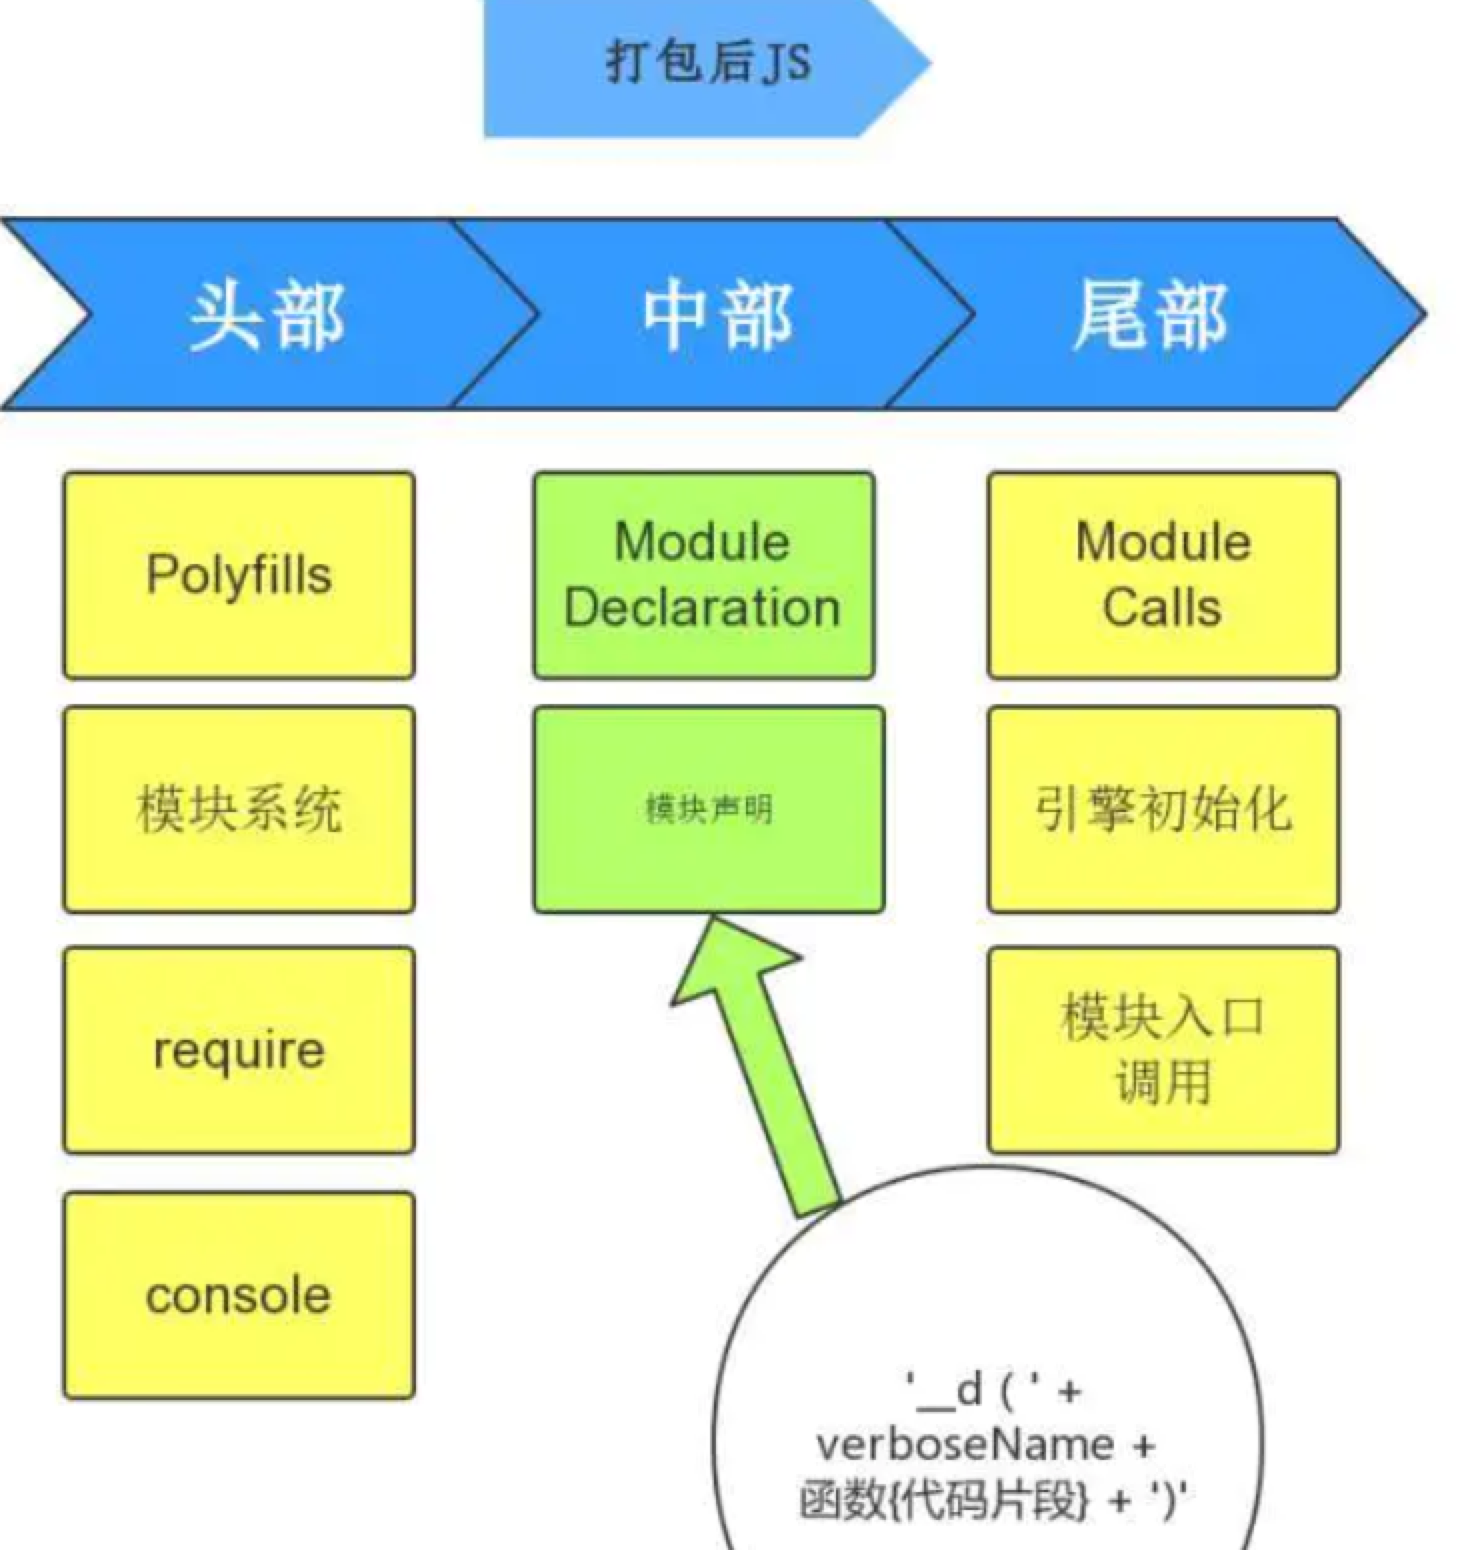 打包后JS
头部
中部
尾部
Polyfills
模块系统
require
console
Module
Declaration
模块声明
Module
Calls
引擎初始化
模块入口
调用
'__d ( ' +
verboseName +
函数{代码片段} + ')'